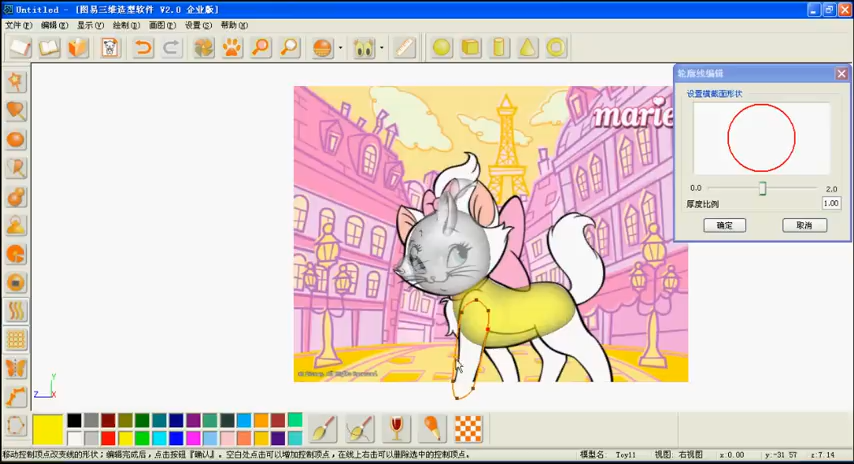 Untitled - [图易三维造型软件 V2.0 企业版]
文件(F) 编辑(E) 显示(V) 绘制(D) 画图(P) 设置(S) 帮助(H)
marie
轮廓线编辑
设置横截面形状
0.0 2.0
厚度比例 1.00
确定 取消
Y
Z X
移动控制顶点改变线的形状；编辑完成后，点击按钮『确认』。空白处点击可以增加控制顶点，在线上右击可以删除选中的控制顶点。 模型名: Toy11 视图: 右视图 x:0.00 y:-31.57 z:7.14